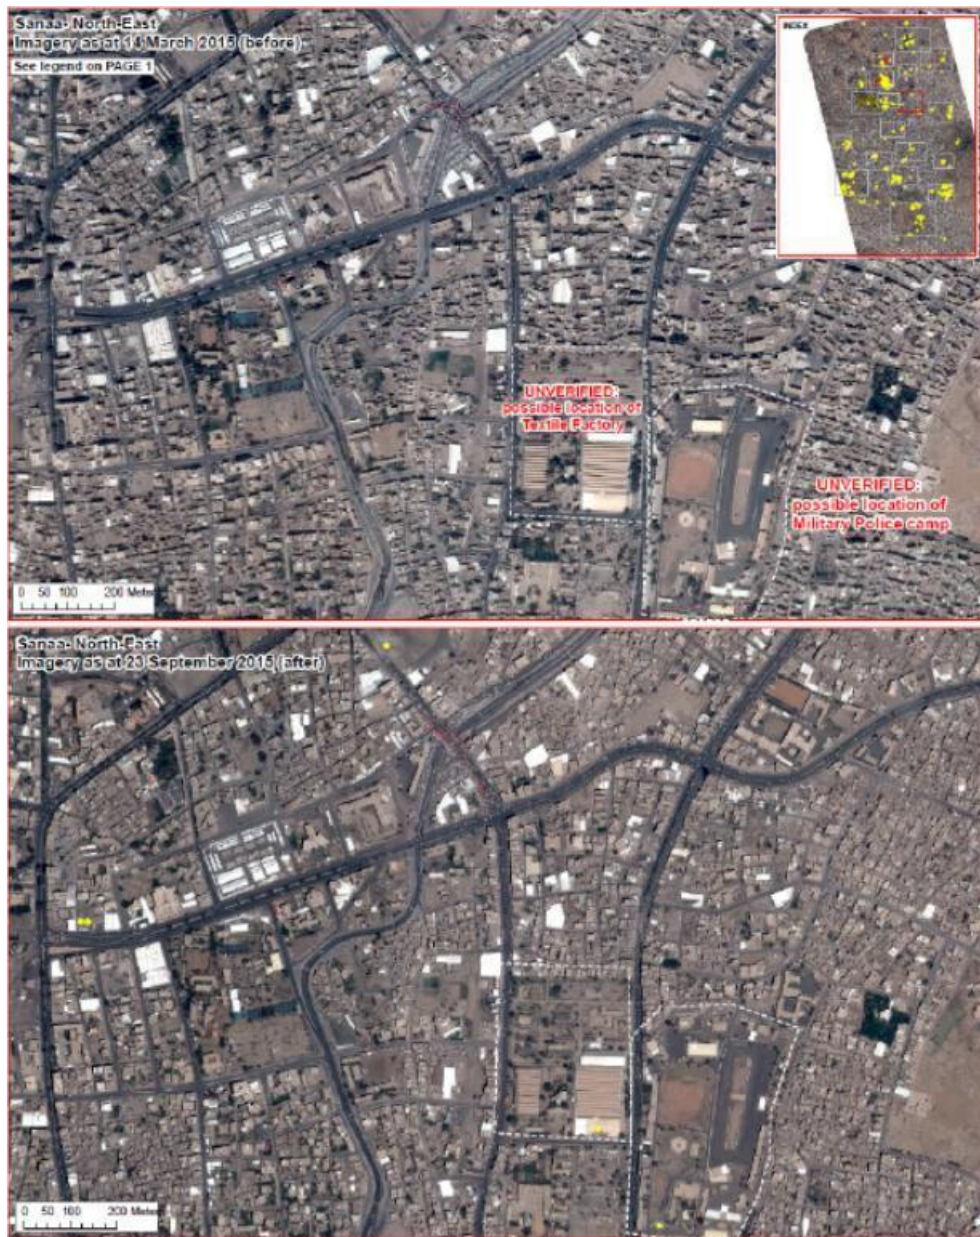 Sanaa- North-East
Imagery as at 14 March 2015 (before)
See legend on PAGE 1
INDEX
UNVERIFIED:
possible location of
Textile Factory
UNVERIFIED:
possible location of
Military Police camp
0 50 100 200 Meter
Sanaa- North-East
Imagery as at 23 September 2015 (after)
0 50 100 200 Meter